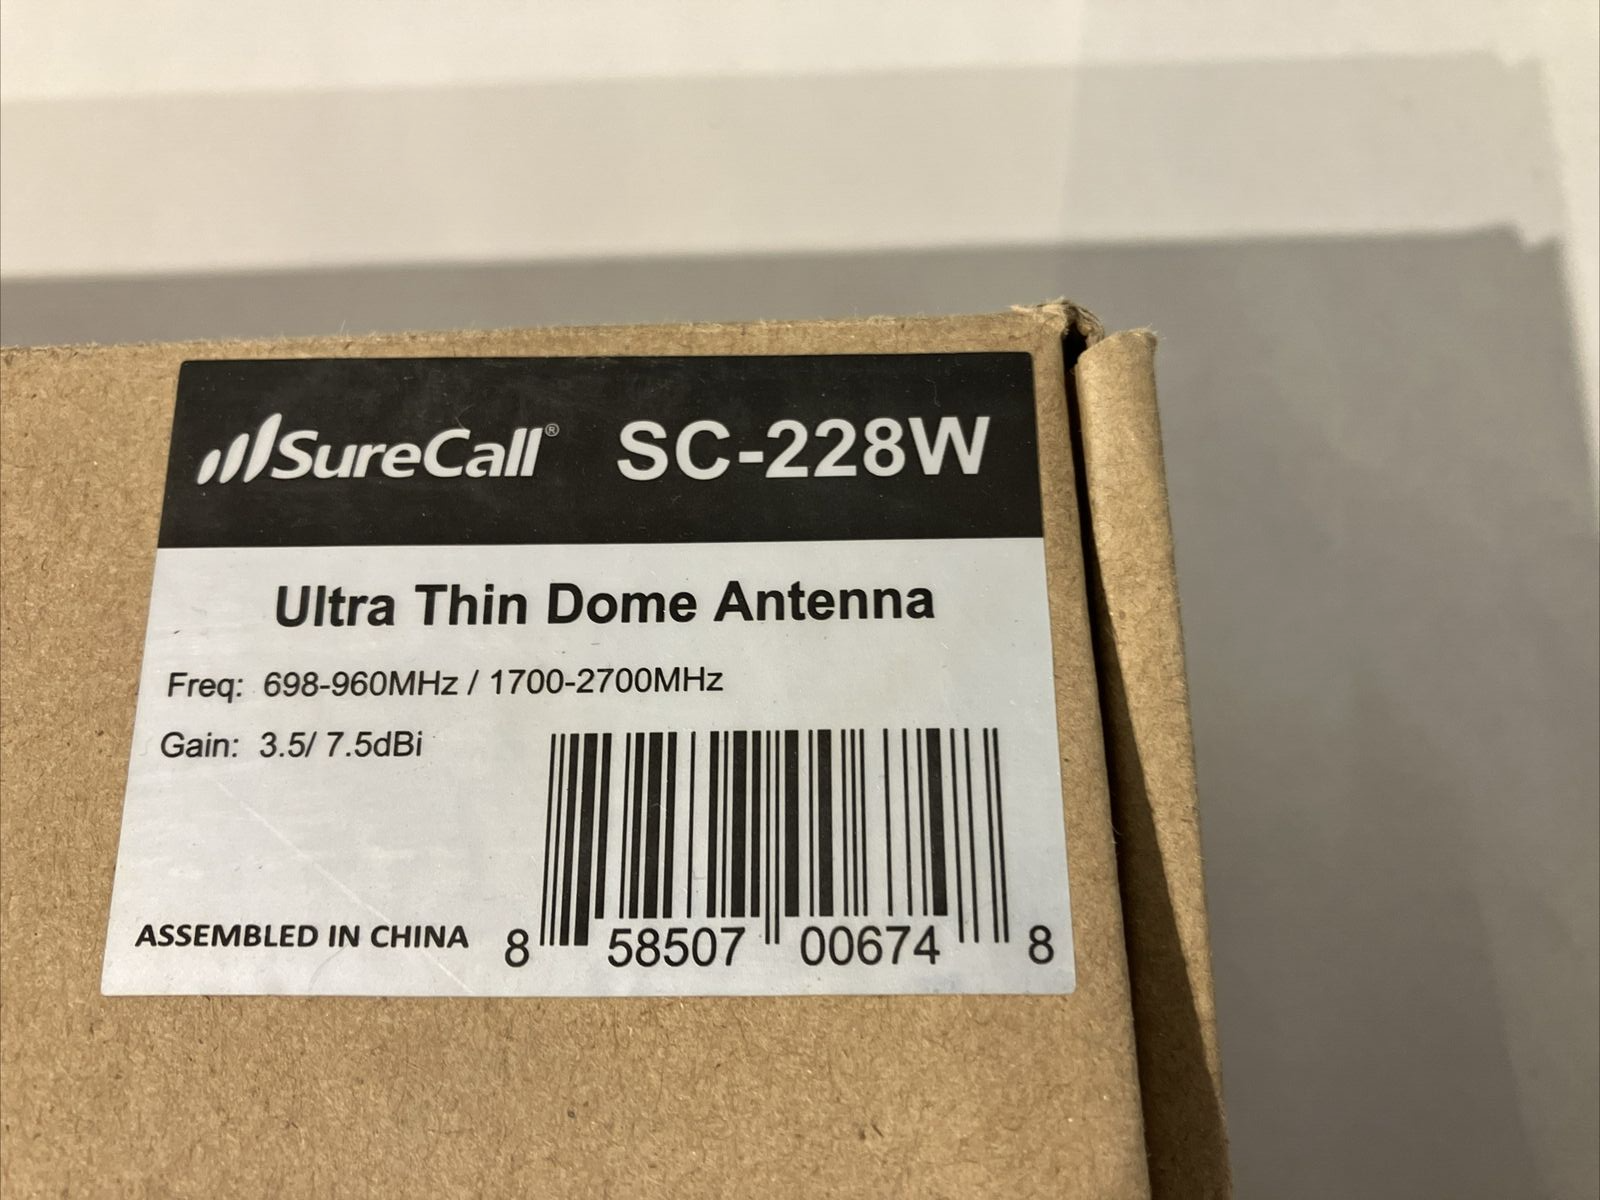 SureCall® SC-228W
Ultra Thin Dome Antenna
Freq: 698-960MHz / 1700-2700MHz
Gain: 3.5/ 7.5dBi
ASSEMBLED IN CHINA
8 58507 00674 8